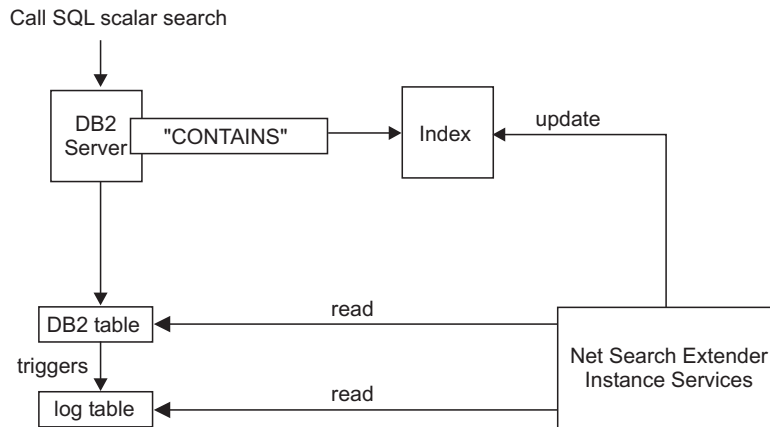 Call SQL scalar search
DB2
Server
"CONTAINS"
Index
update
DB2 table
read
triggers
Net Search Extender
Instance Services
log table
read